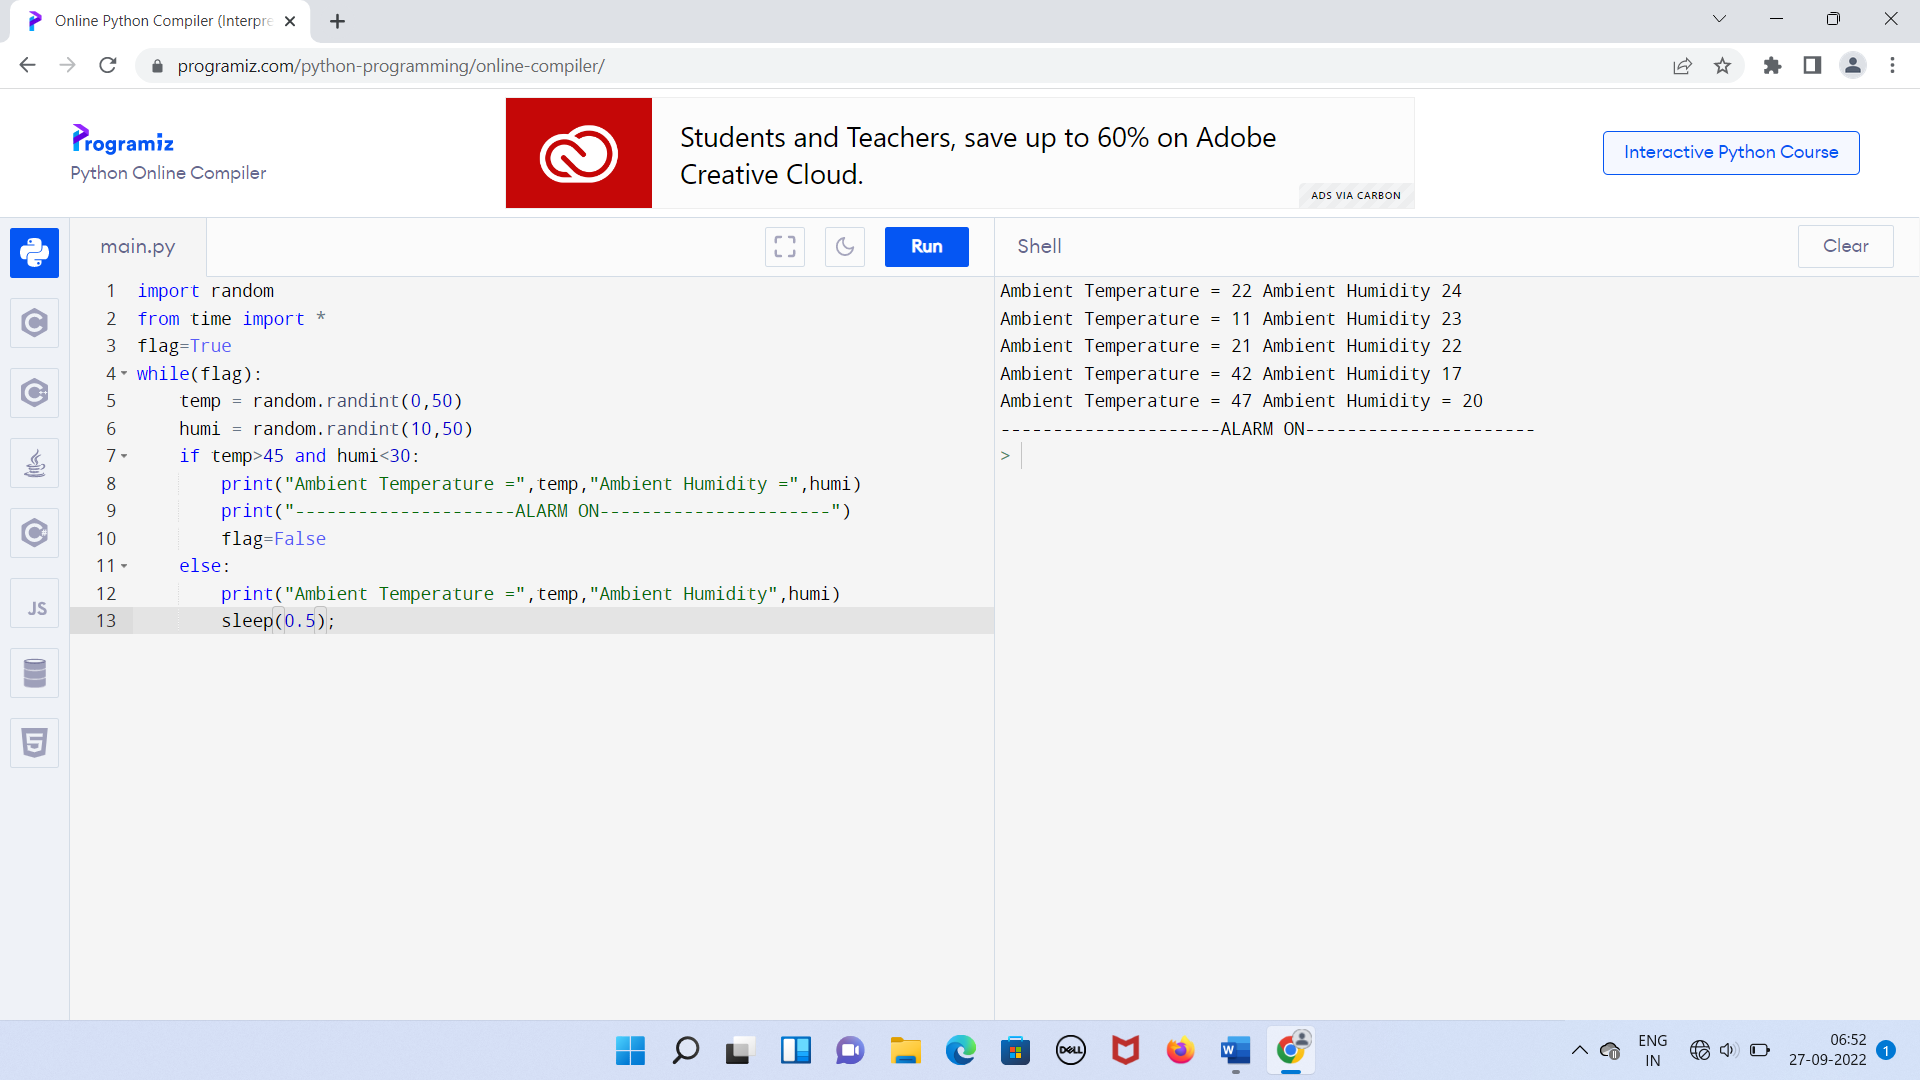 Online Python Compiler (Interpre
programiz.com/python-programming/online-compiler/
Programiz
Python Online Compiler
Students and Teachers, save up to 60% on Adobe
Creative Cloud.
ADS VIA CARBON
Interactive Python Course
main.py
Run
Shell
Clear
1 import random
2 from time import *
3 flag=True
4 while(flag):
5     temp = random.randint(0,50)
6     humi = random.randint(10,50)
7     if temp>45 and humi<30:
8         print("Ambient Temperature =",temp,"Ambient Humidity =",humi)
9         print("---------------------ALARM ON----------------------")
10         flag=False
11     else:
12         print("Ambient Temperature =",temp,"Ambient Humidity",humi)
13         sleep(0.5);
Ambient Temperature = 22 Ambient Humidity 24
Ambient Temperature = 11 Ambient Humidity 23
Ambient Temperature = 21 Ambient Humidity 22
Ambient Temperature = 42 Ambient Humidity 17
Ambient Temperature = 47 Ambient Humidity = 20
---------------------ALARM ON----------------------
>
JS
DELL
ENG
IN
06:52
27-09-2022
1